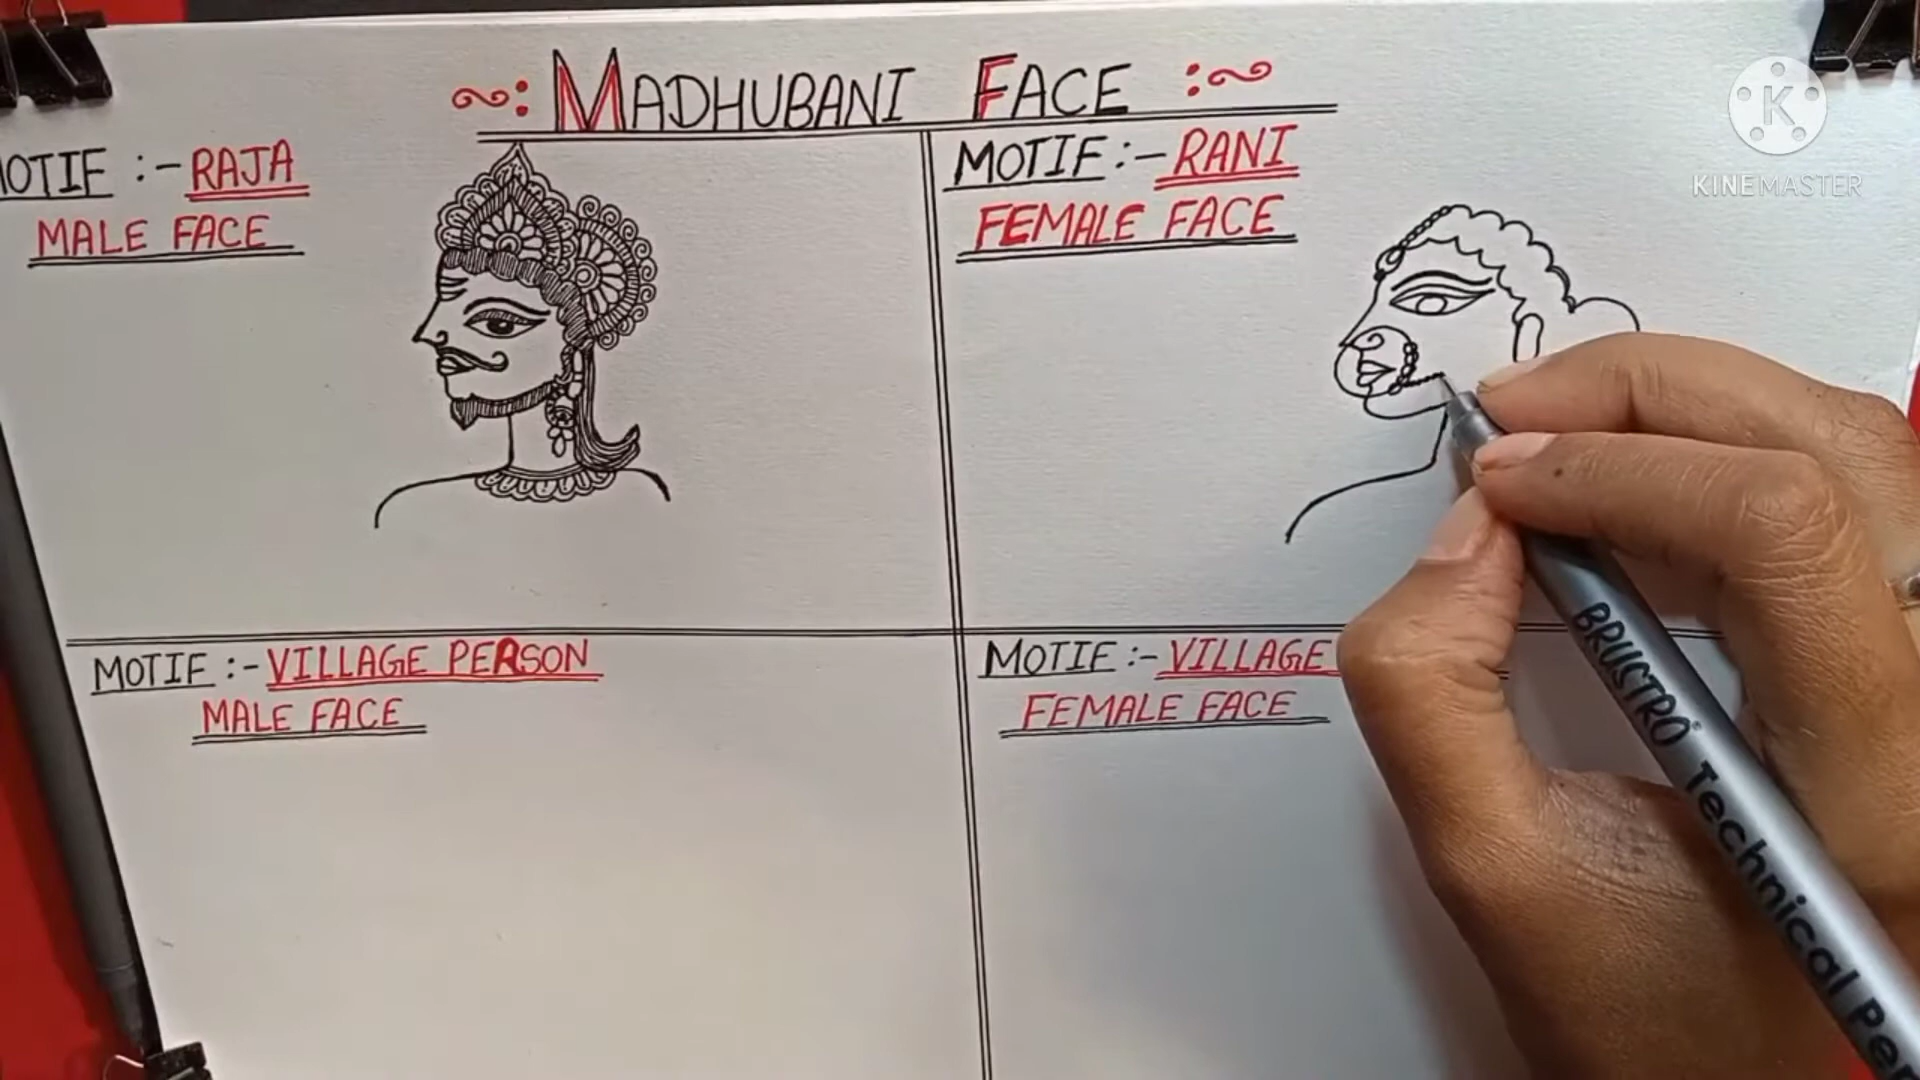 ~: MADHUBANI FACE :~
MOTIF :- RAJA
MALE FACE
MOTIF :- RANI
FEMALE FACE
MOTIF :- VILLAGE PERSON
MALE FACE
MOTIF :- VILLAGE
FEMALE FACE
K
KINEMASTER
BRUSTRO® Technical Pen